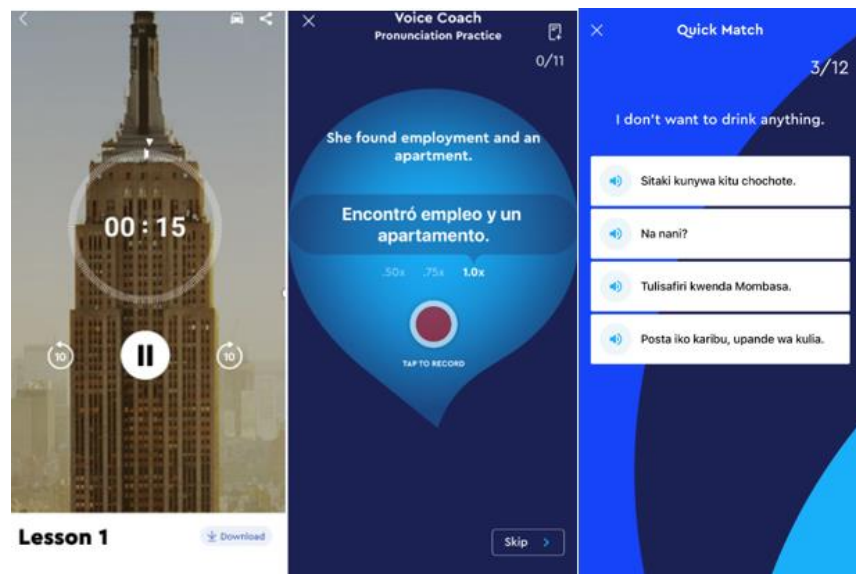 00:15
10
10
Lesson 1
Download
Voice Coach
Pronunciation Practice
0/11
She found employment and an
apartment.
Encontró empleo y un
apartamento.
.50x .75x 1.0x
TAP TO RECORD
Skip
Quick Match
3/12
I don't want to drink anything.
Sitaki kunywa kitu chochote.
Na nani?
Tulisafiri kwenda Mombasa.
Posta iko karibu, upande wa kulia.